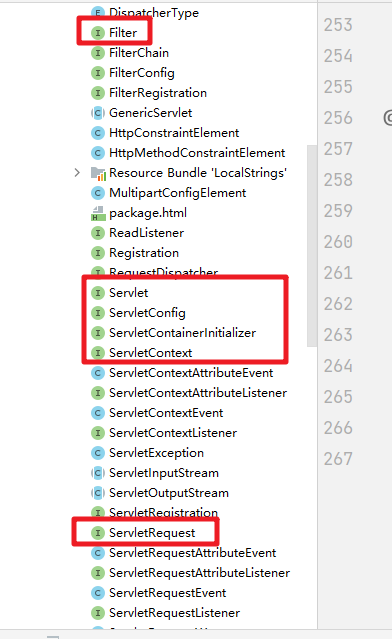 DispatcherType
Filter
FilterChain
FilterConfig
FilterRegistration
GenericServlet
HttpConstraintElement
HttpMethodConstraintElement
Resource Bundle 'LocalStrings'
MultipartConfigElement
package.html
ReadListener
Registration
RequestDispatcher
Servlet
ServletConfig
ServletContainerInitializer
ServletContext
ServletContextAttributeEvent
ServletContextAttributeListener
ServletContextEvent
ServletContextListener
ServletException
ServletInputStream
ServletOutputStream
ServletRegistration
ServletRequest
ServletRequestAttributeEvent
ServletRequestAttributeListener
ServletRequestEvent
ServletRequestListener
253
254
255
256
257
258
259
260
261
262
263
264
265
266
267